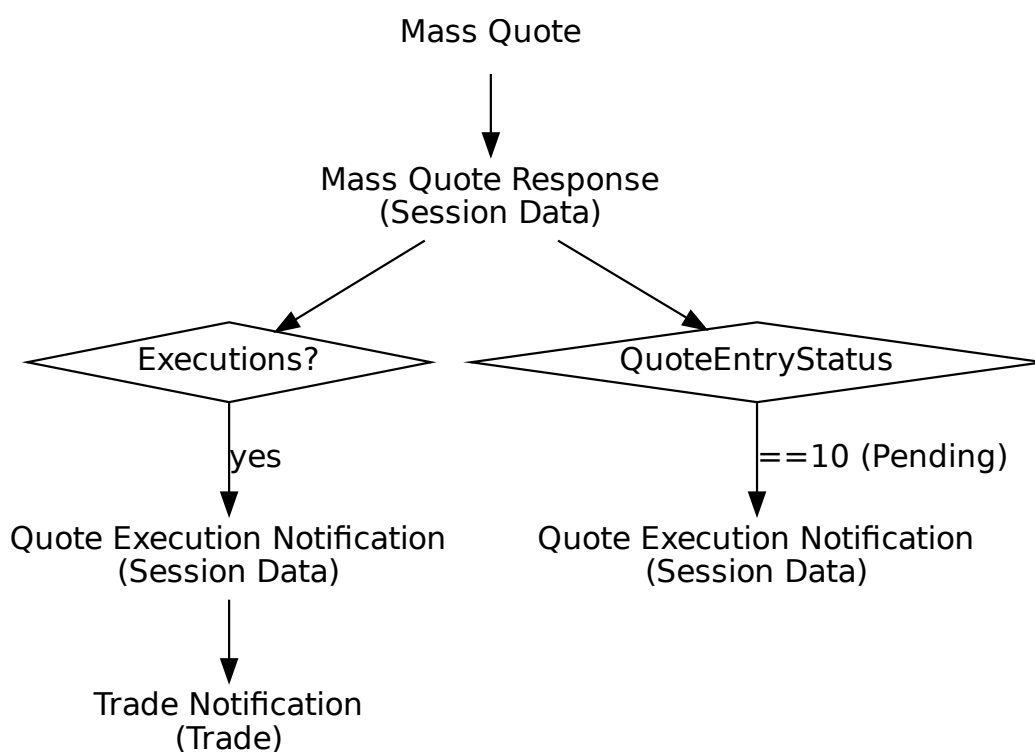 Mass Quote
Mass Quote Response
(Session Data)
Executions?
QuoteEntryStatus
yes
==10 (Pending)
Quote Execution Notification
(Session Data)
Quote Execution Notification
(Session Data)
Trade Notification
(Trade)